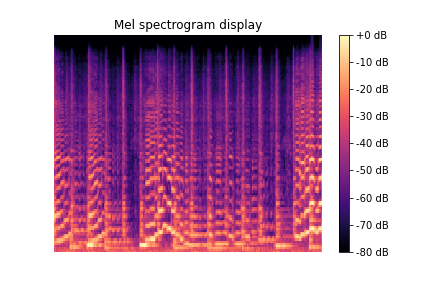 Mel spectrogram display
+0 dB
-10 dB
-20 dB
-30 dB
-40 dB
-50 dB
-60 dB
-70 dB
-80 dB